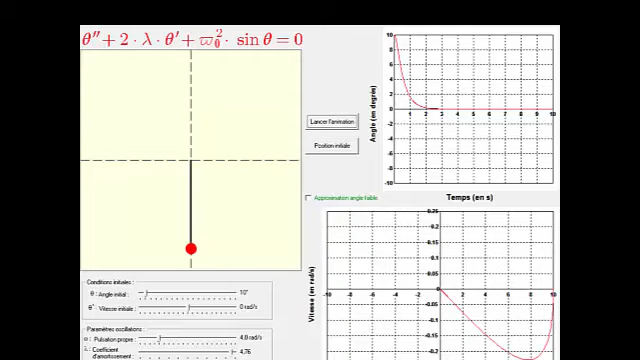 θ′′+ 2 · λ · θ′ + ϖ₀² · sin θ = 0
Lancer l'animation
Position initiale
Approximation angle faible
Conditions initiales :
θ : Angle initial :
10°
θ' : Vitesse initiale :
0 rad/s
Paramètres oscillations
Pulsation propre :
4,8 rad/s
λ : Coefficient
d'amortissement :
4,76
Angle (en degrés)
10
8
6
4
2
0
-2
-4
-6
-8
-10
1 2 3 4 5 6 7 8 9 10
Temps (en s)
Vitesse (en rad/s)
0.25
0.2
0.15
0.1
0.05
0
-0.05
-0.1
-0.15
-0.2
-10 -8 -6 -4 -2 0 2 4 6 8 10